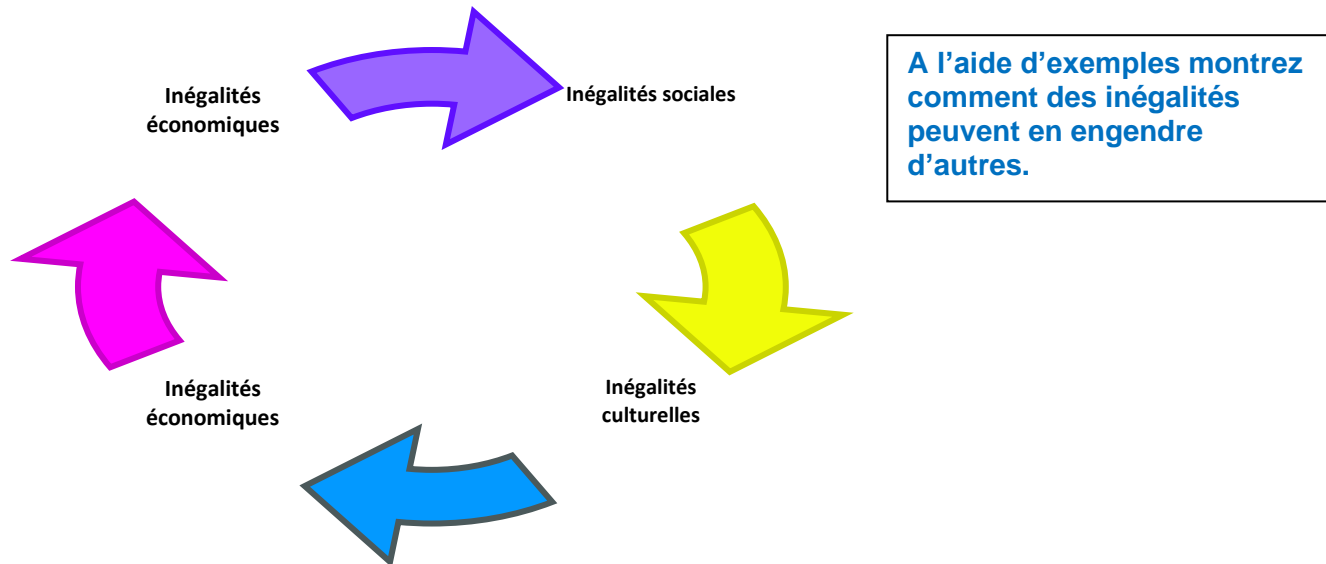 Inégalités
économiques
Inégalités sociales
A l’aide d’exemples montrez
comment des inégalités
peuvent en engendre
d’autres.
Inégalités
économiques
Inégalités
culturelles